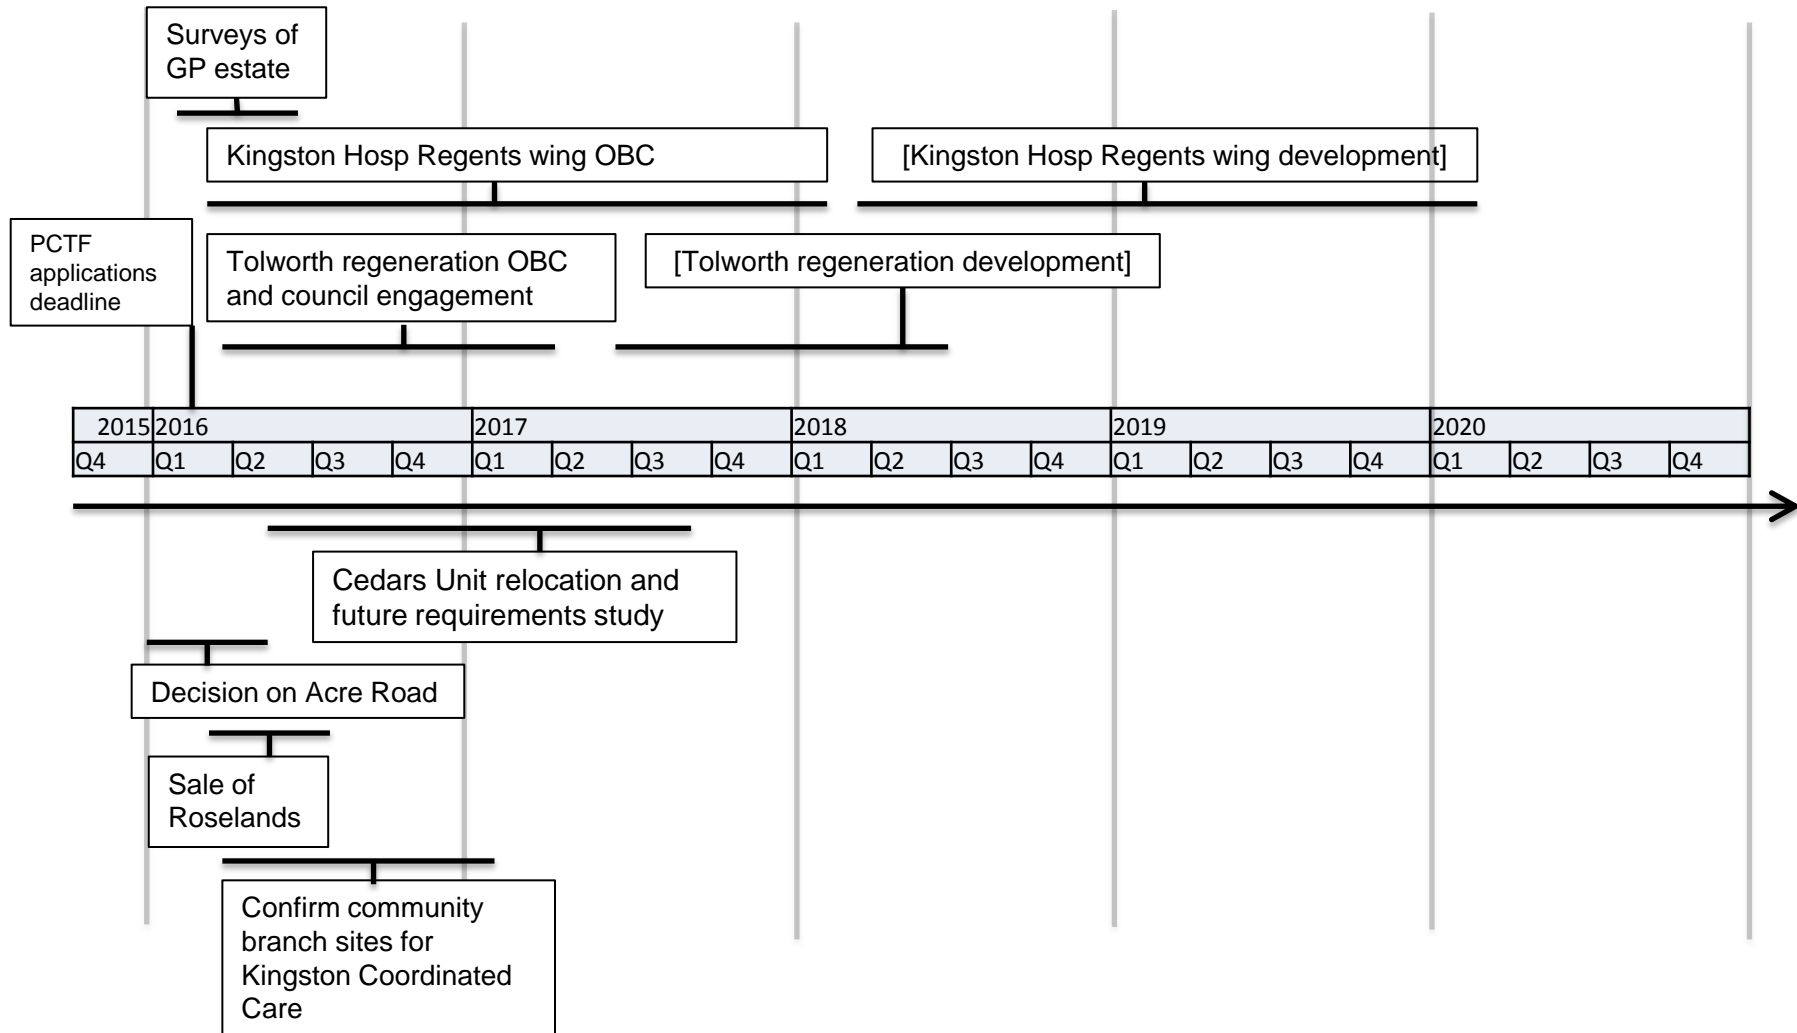 Surveys of
GP estate
Kingston Hosp Regents wing OBC
[Kingston Hosp Regents wing development]
PCTF
applications
deadline
Tolworth regeneration OBC
and council engagement
[Tolworth regeneration development]
2015 2016 2017 2018 2019 2020
Q4 Q1 Q2 Q3 Q4 Q1 Q2 Q3 Q4 Q1 Q2 Q3 Q4 Q1 Q2 Q3 Q4 Q1 Q2 Q3 Q4
Cedars Unit relocation and
future requirements study
Decision on Acre Road
Sale of
Roselands
Confirm community
branch sites for
Kingston Coordinated
Care